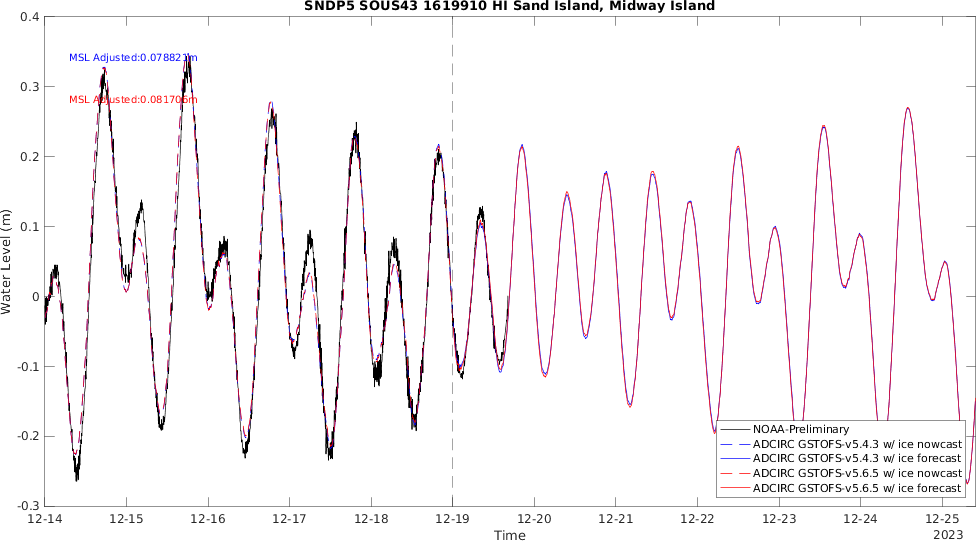 SNDP5 SOUS43 1619910 HI Sand Island, Midway Island
0.4
MSL Adjusted:0.078821m
0.3
MSL Adjusted:0.081706m
0.2
0.1
0
-0.1
-0.2
-0.3
Water Level (m)
NOAA-Preliminary
ADCIRC GSTOFS-v5.4.3 w/ ice nowcast
ADCIRC GSTOFS-v5.4.3 w/ ice forecast
ADCIRC GSTOFS-v5.6.5 w/ ice nowcast
ADCIRC GSTOFS-v5.6.5 w/ ice forecast
12-14 12-15 12-16 12-17 12-18 12-19 12-20 12-21 12-22 12-23 12-24 12-25
Time
2023